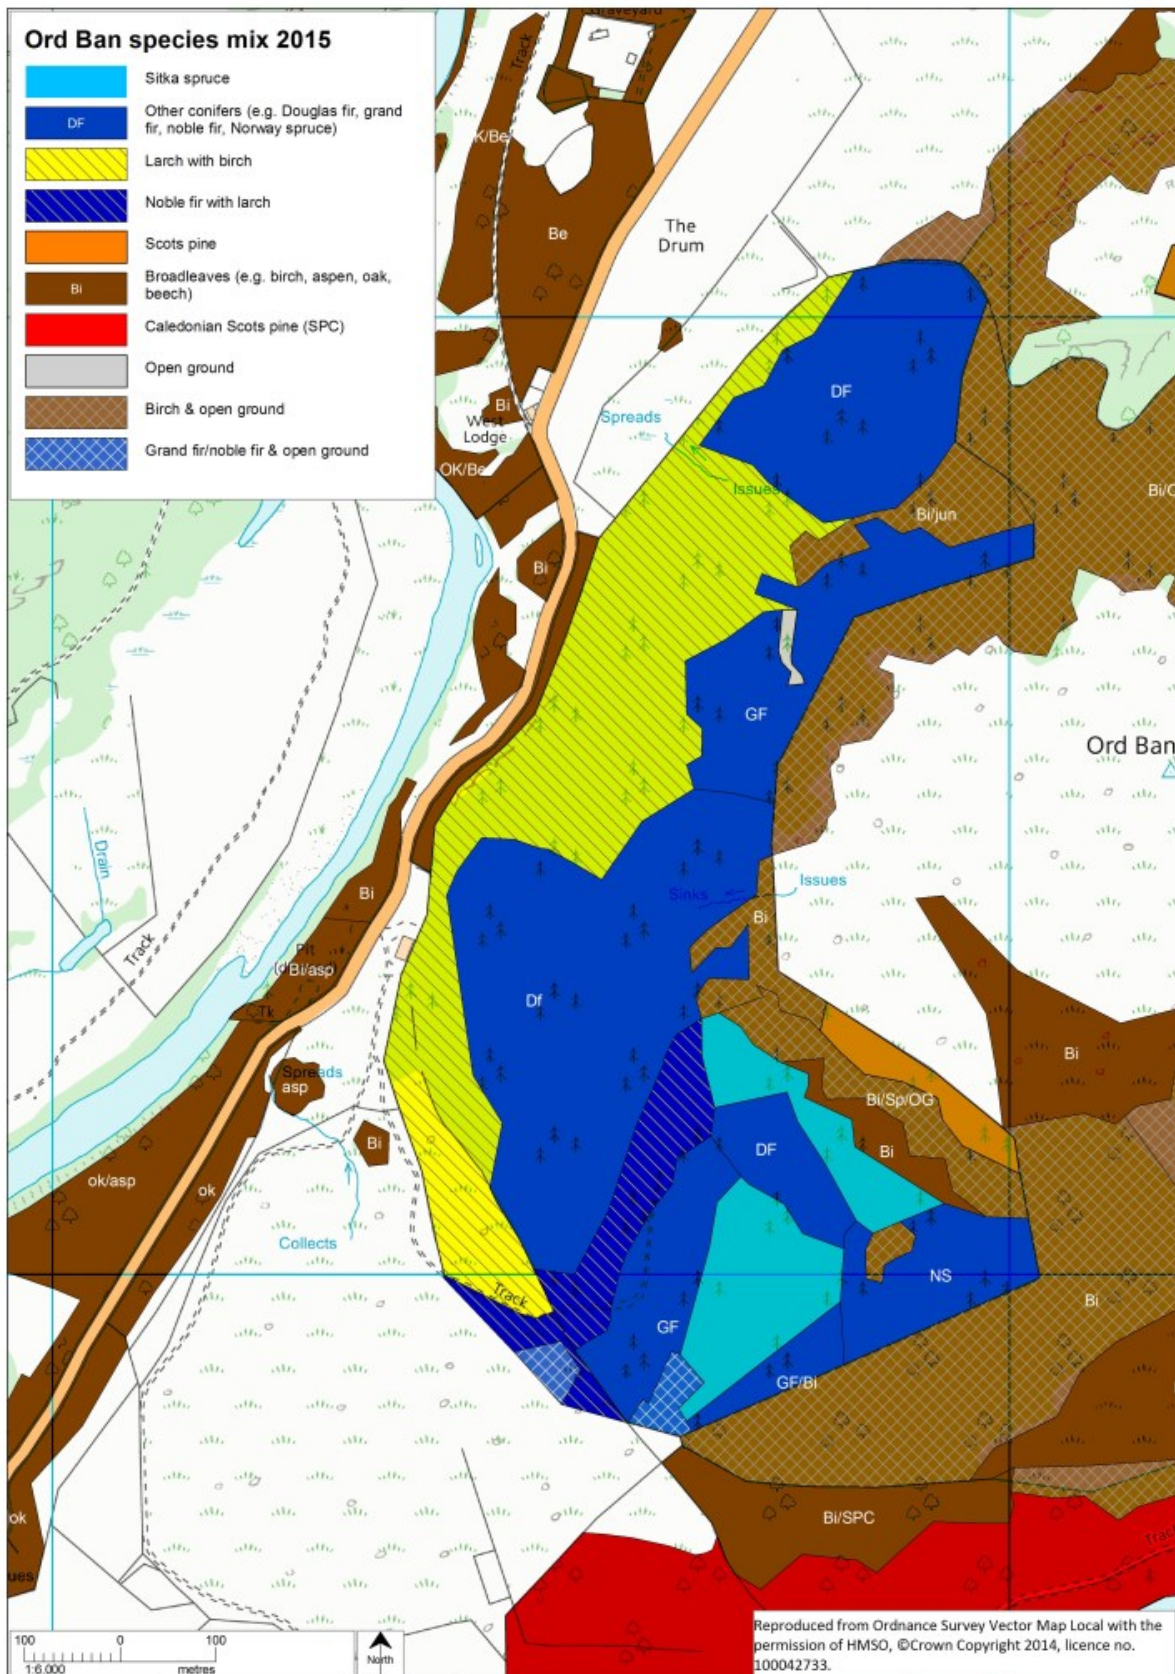 Ord Ban species mix 2015
Sitka spruce
DF
Other conifers (e.g. Douglas fir, grand
fir, noble fir, Norway spruce)
Larch with birch
Noble fir with larch
Scots pine
Bi
Broadleaves (e.g. birch, aspen, oak,
beech)
Caledonian Scots pine (SPC)
Open ground
Birch & open ground
Grand fir/noble fir & open ground
Graveyard
Track
K/Be
Be
The
Drum
DF
Bi
West
Lodge
Spreads
OK/Be
Issues
Bi/jun
Bi
GF
Ord Ban
Drain
Track
Bi
Sinks
Issues
Bi
Pit
Bi/asp
Tk
Df
Bi
Spreads
asp
Bi/Sp/OG
Bi
DF
Bi
ok/asp
ok
Collects
NS
Track
Bi
GF
GF/Bi
ok
Bi/SPC
ues
Track
100 0 100
1:6,000 metres
North
Reproduced from Ordnance Survey Vector Map Local with the
permission of HMSO, ©Crown Copyright 2014, licence no.
100042733.